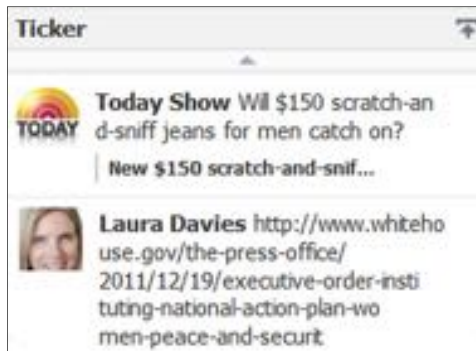 Ticker
TODAY
Today Show Will $150 scratch-an
d-sniff jeans for men catch on?
New $150 scratch-and-snif...
Laura Davies http://www.whiteho
use.gov/the-press-office/
2011/12/19/executive-order-insti
tuting-national-action-plan-wo
men-peace-and-securit